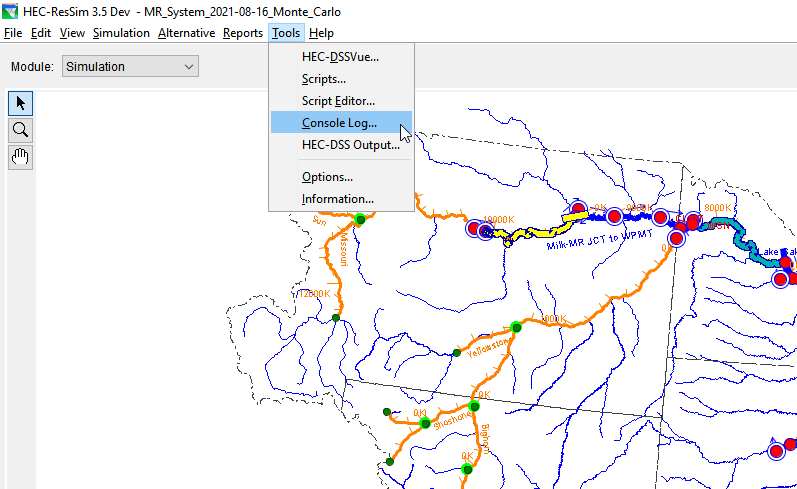 HEC-ResSim 3.5 Dev - MR_System_2021-08-16_Monte_Carlo
File Edit View Simulation Alternative Reports Tools Help
Module: Simulation
HEC-DSSVue...
Scripts...
Script Editor...
Console Log...
HEC-DSS Output...
Options...
Information...
Sun
Missouri
10000K
0K
8000K
Milk-MR JCT to WPMT
Lake
12000K
Yellowstone
0K
Shoshone
0K
Bighorn
0K